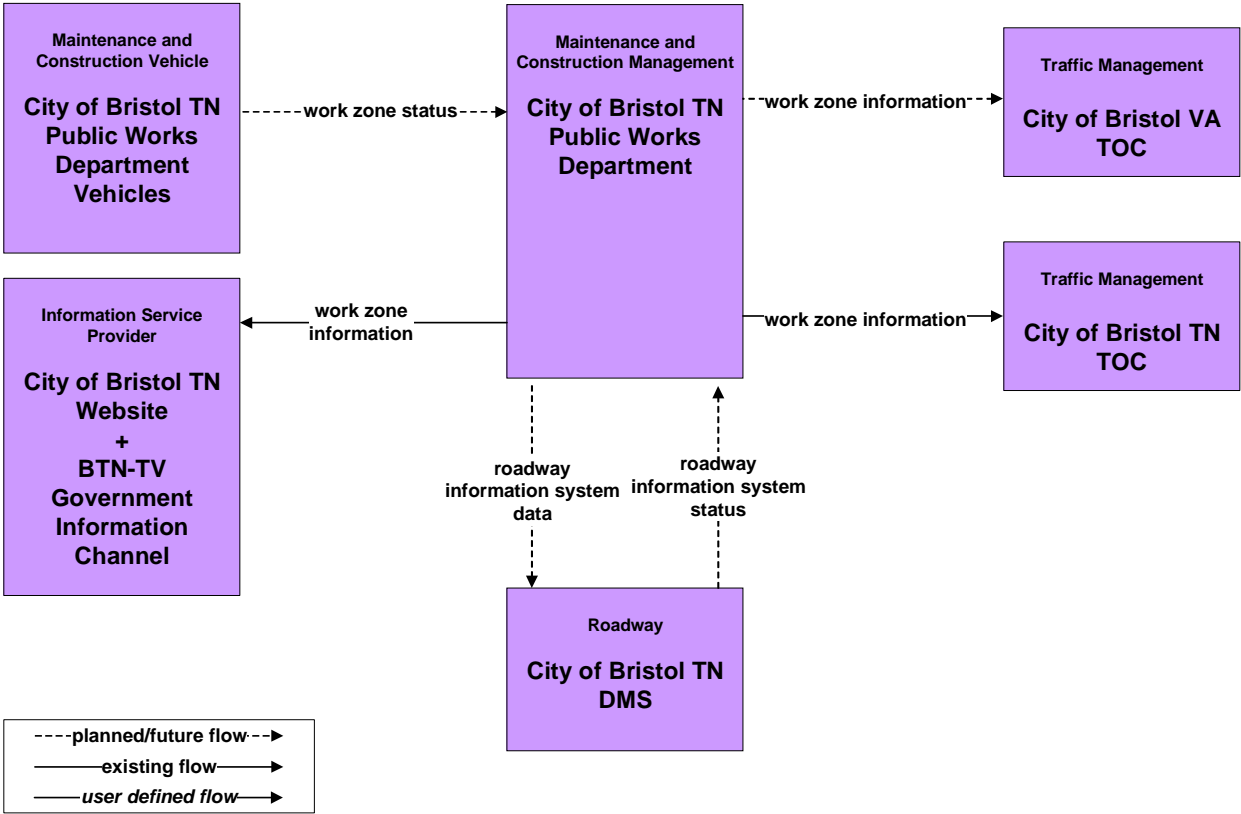 Maintenance and
Construction Vehicle
City of Bristol TN
Public Works
Department
Vehicles
work zone status
Maintenance and
Construction Management
City of Bristol TN
Public Works
Department
work zone information
Traffic Management
City of Bristol VA
TOC
Information Service
Provider
City of Bristol TN
Website
+
BTN-TV
Government
Information
Channel
work zone
information
work zone information
Traffic Management
City of Bristol TN
TOC
roadway
information system
data
roadway
information system
status
Roadway
City of Bristol TN
DMS
planned/future flow
existing flow
user defined flow